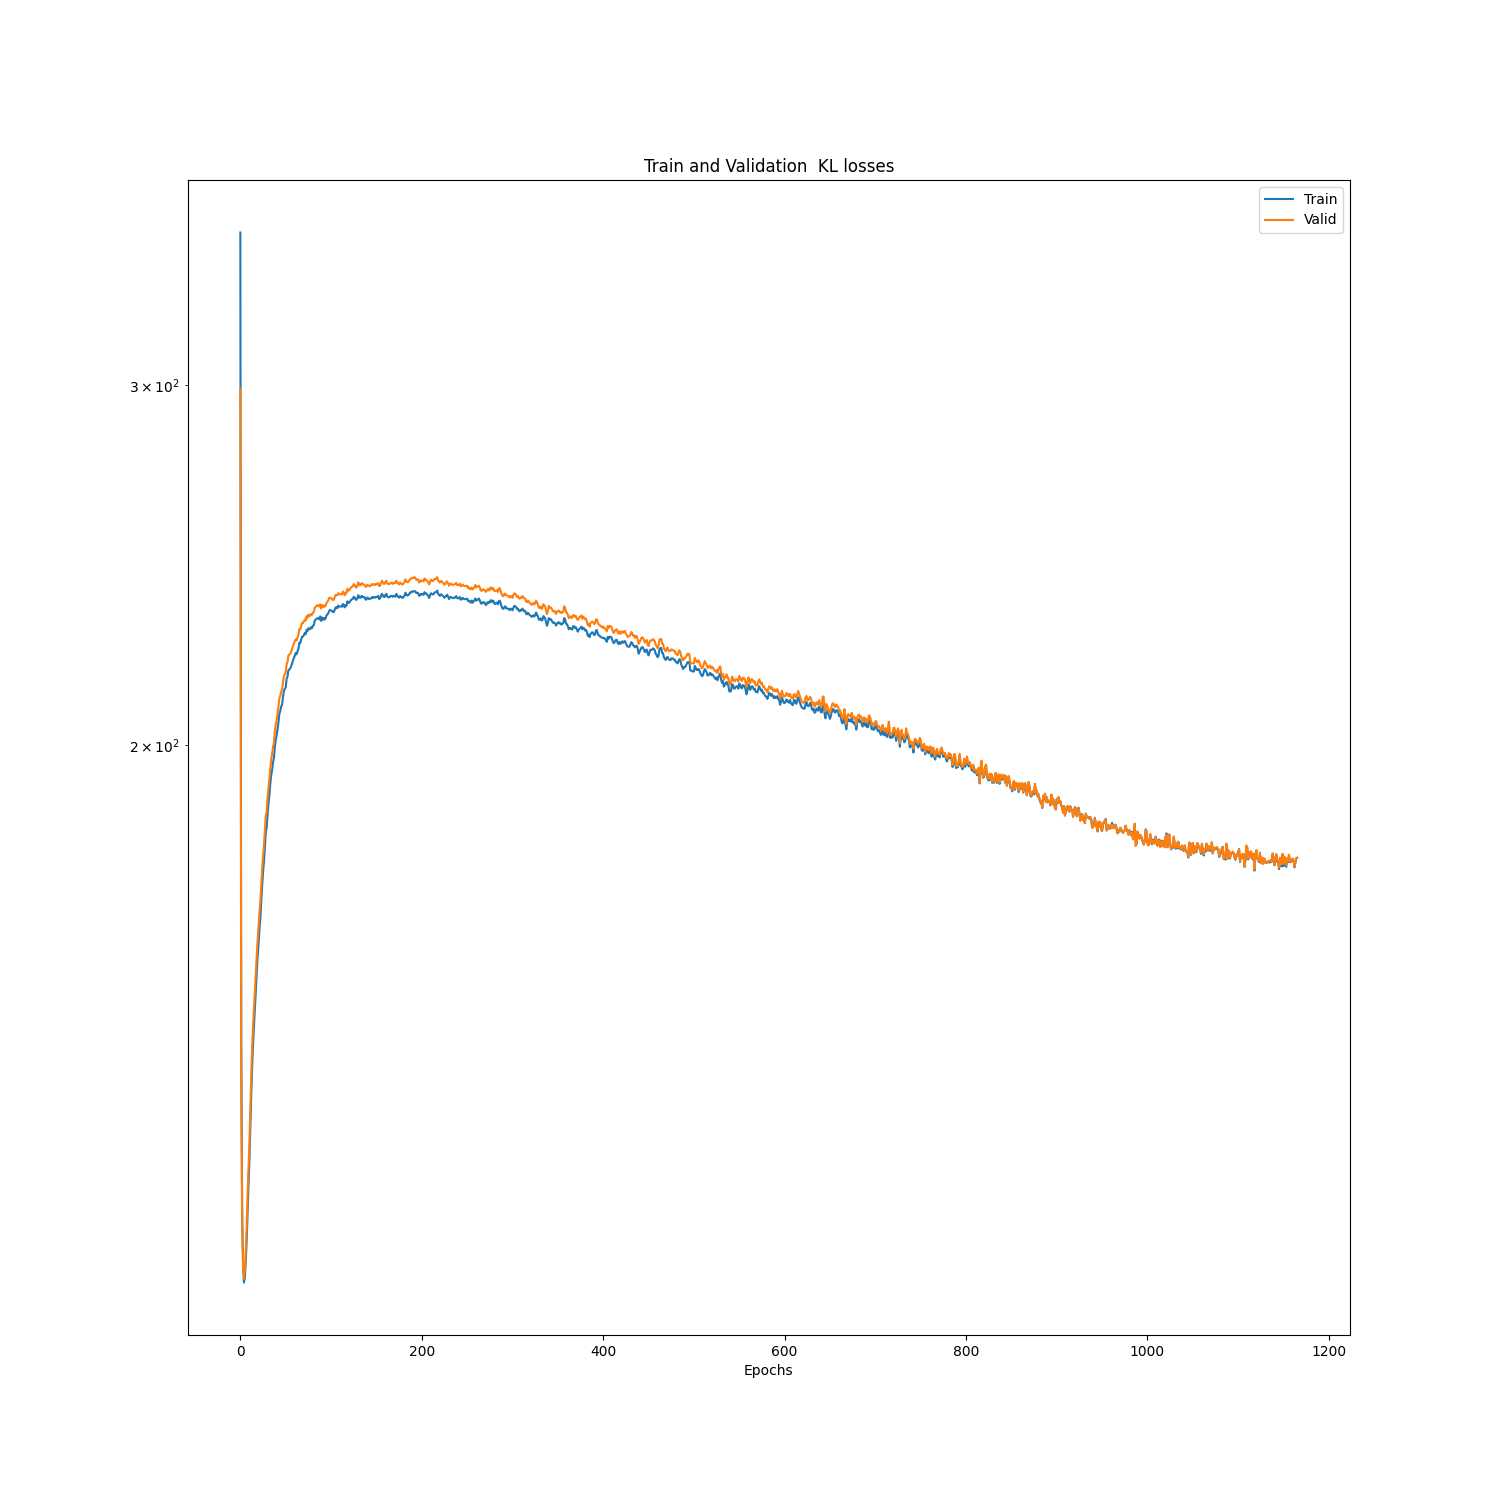 Train and Validation  KL losses
Train
Valid
3 × 10²
2 × 10²
0 200 400 600 800 1000 1200
Epochs